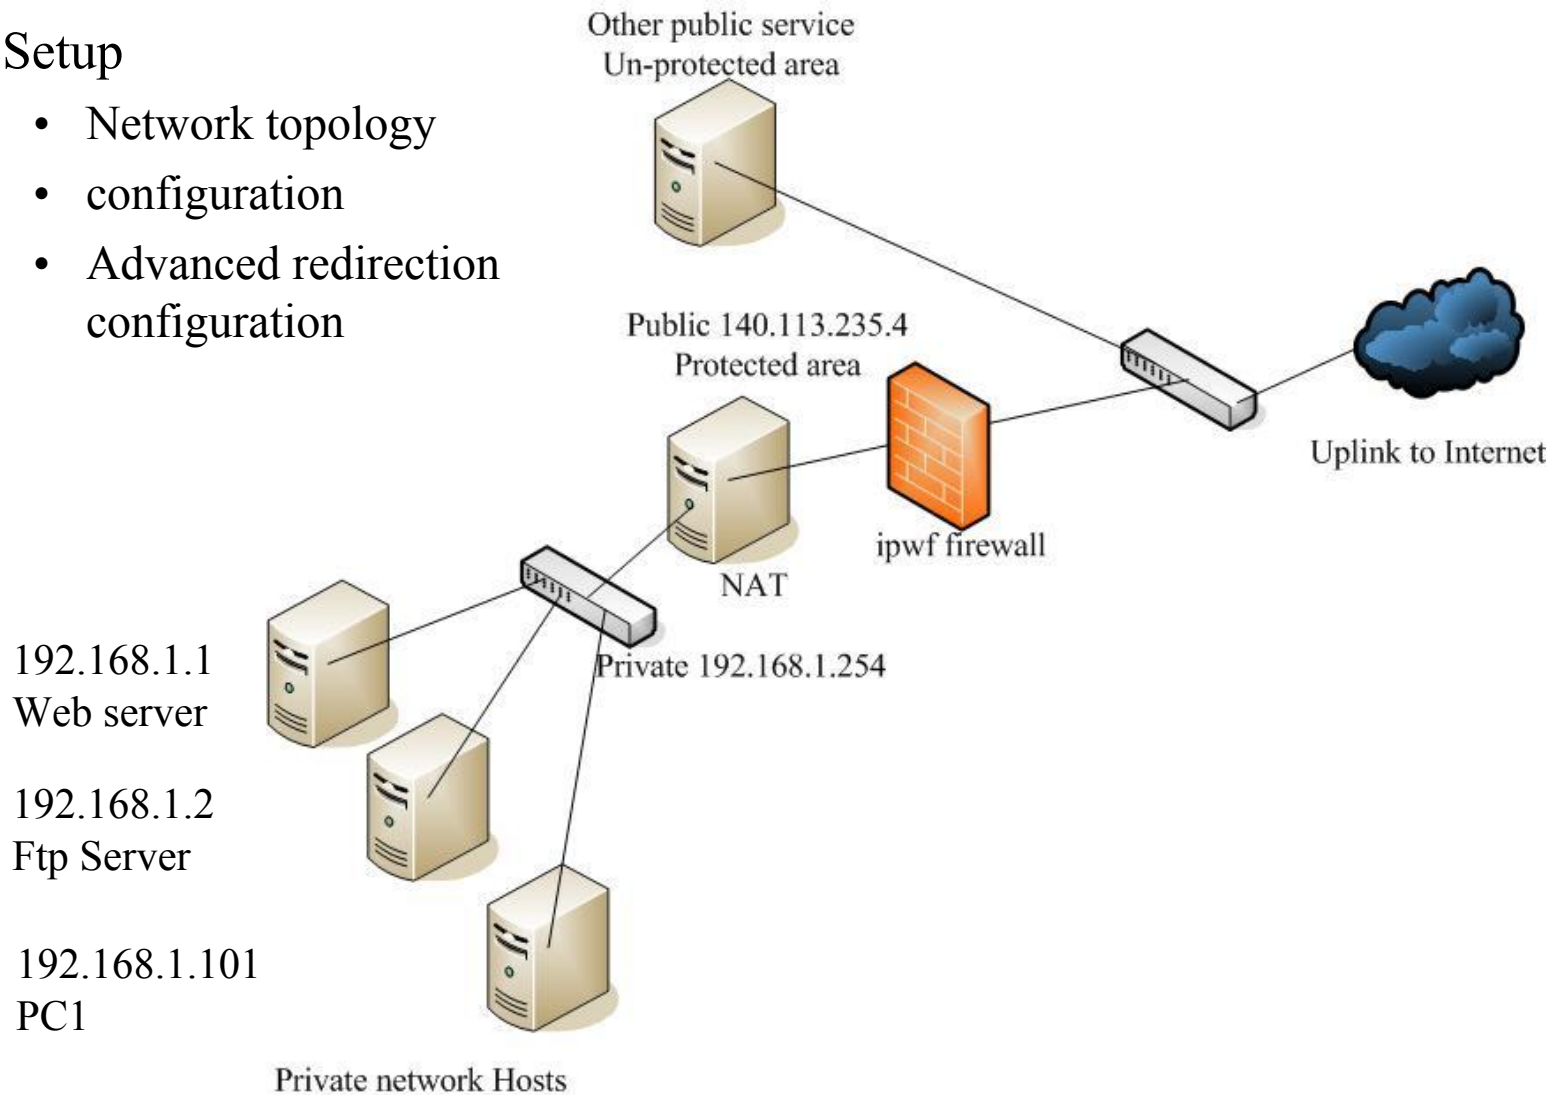 Setup
• Network topology
• configuration
• Advanced redirection
configuration
Other public service
Un-protected area
Public 140.113.235.4
Protected area
Uplink to Internet
ipwf firewall
NAT
Private 192.168.1.254
192.168.1.1
Web server
192.168.1.2
Ftp Server
192.168.1.101
PC1
Private network Hosts